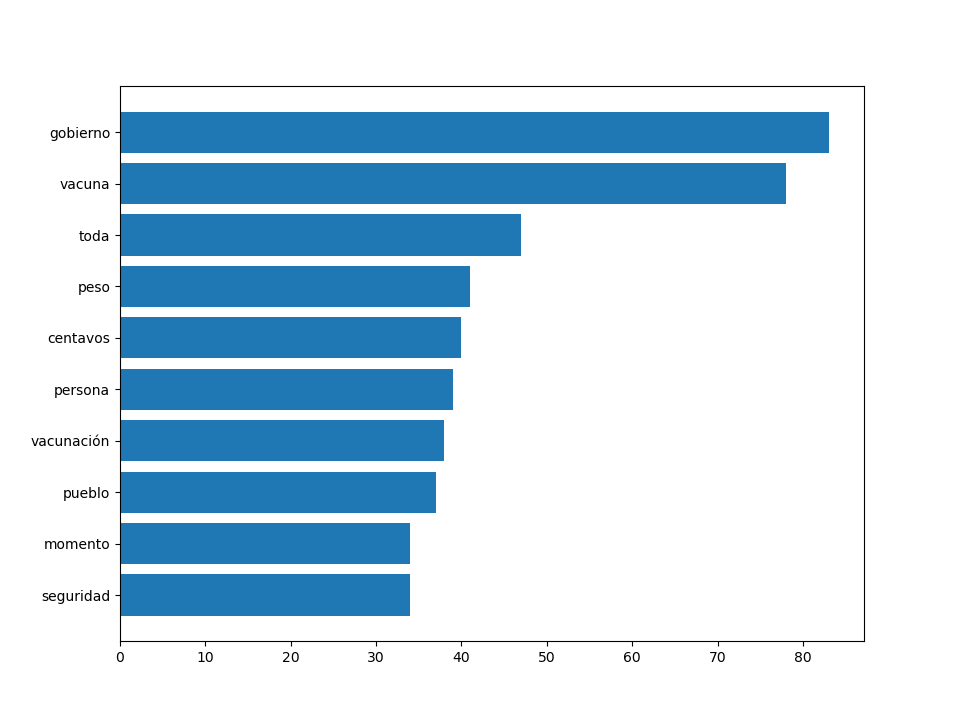 gobierno
vacuna
toda
peso
centavos
persona
vacunación
pueblo
momento
seguridad
0 10 20 30 40 50 60 70 80